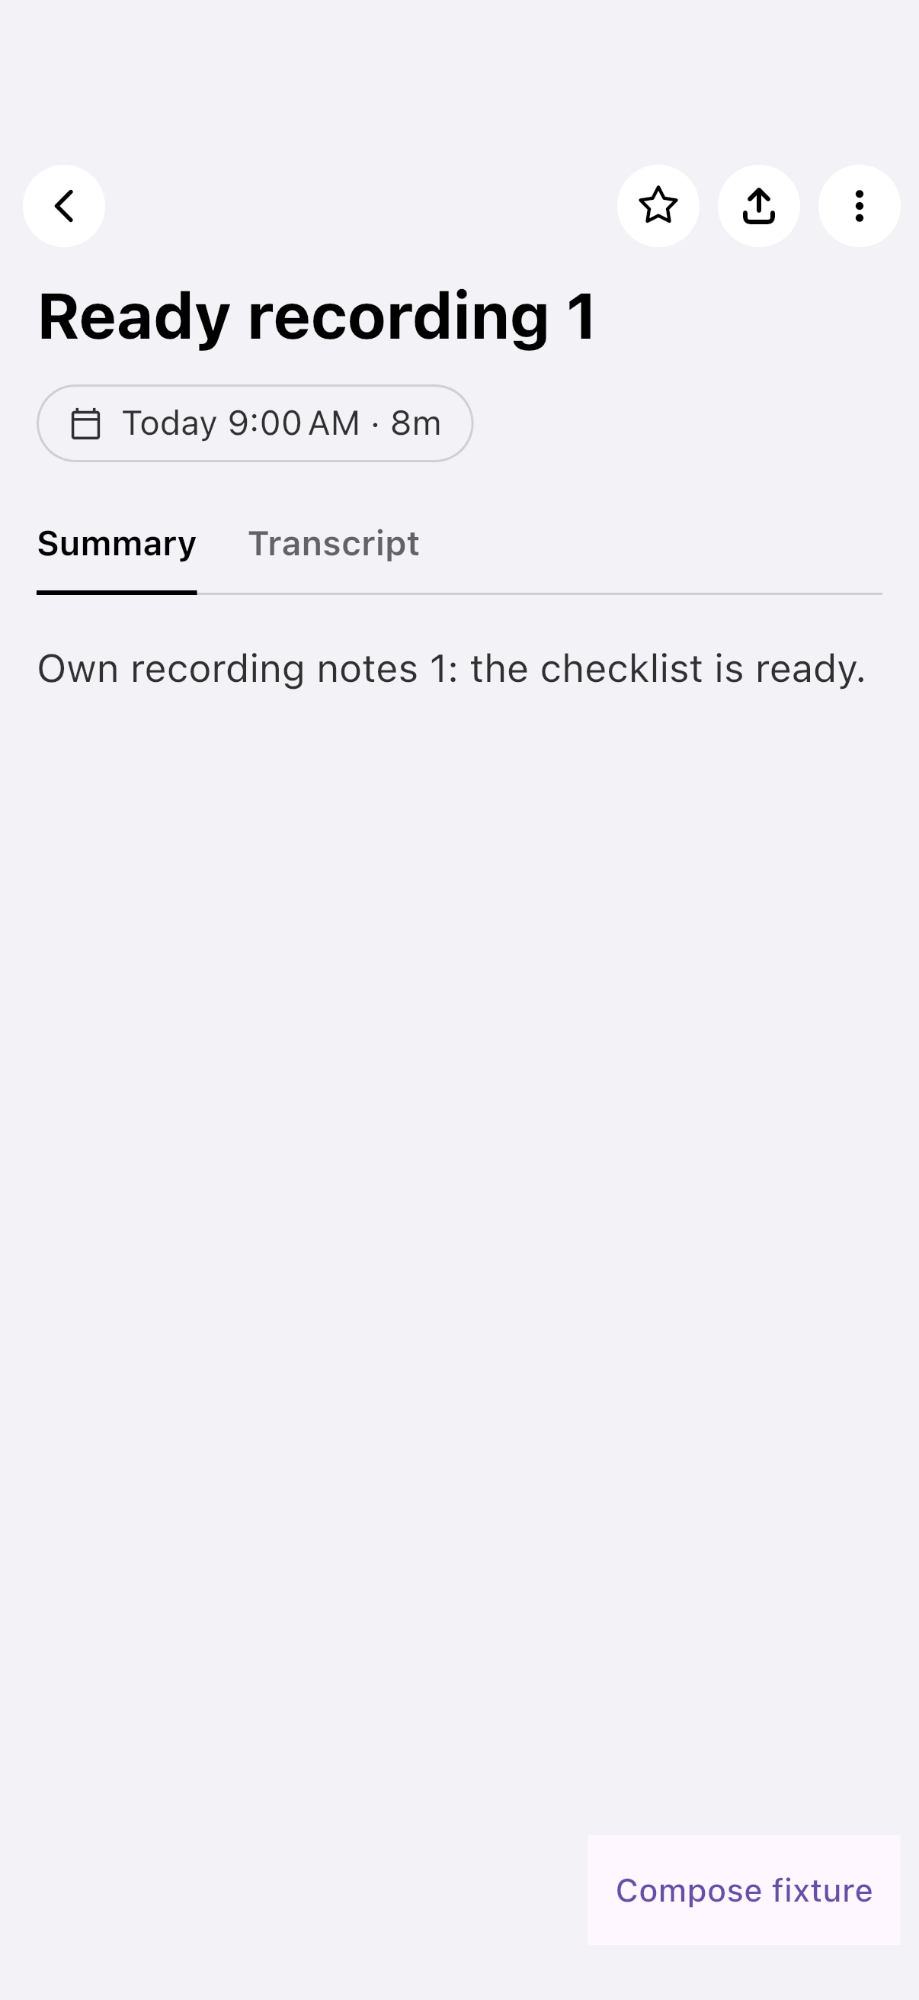 Ready recording 1
Today 9:00 AM · 8m
Summary Transcript
Own recording notes 1: the checklist is ready.
Compose fixture